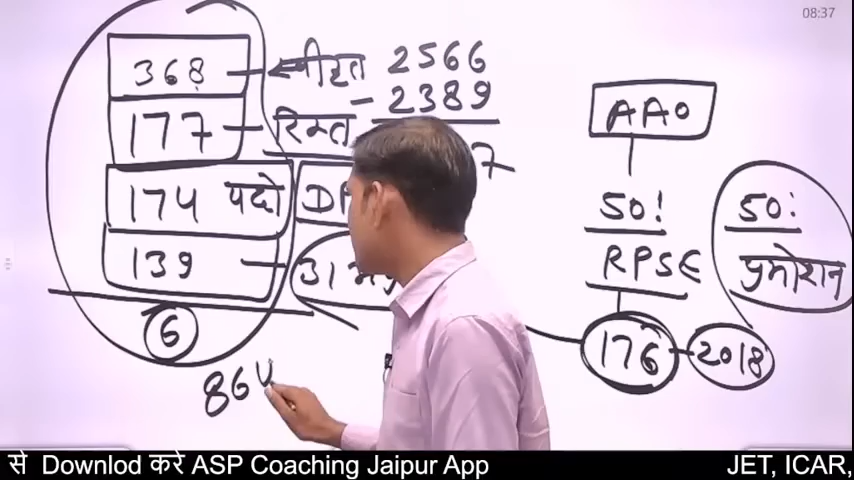 08:37
368 स्वीकृत 2566
177 रिक्त - 2389
7
174 पदो
139
6
86
AAO
50!
RPSC
176 - 2018
50:
प्रमोशन
से Downlod करे ASP Coaching Jaipur App
JET, ICAR,